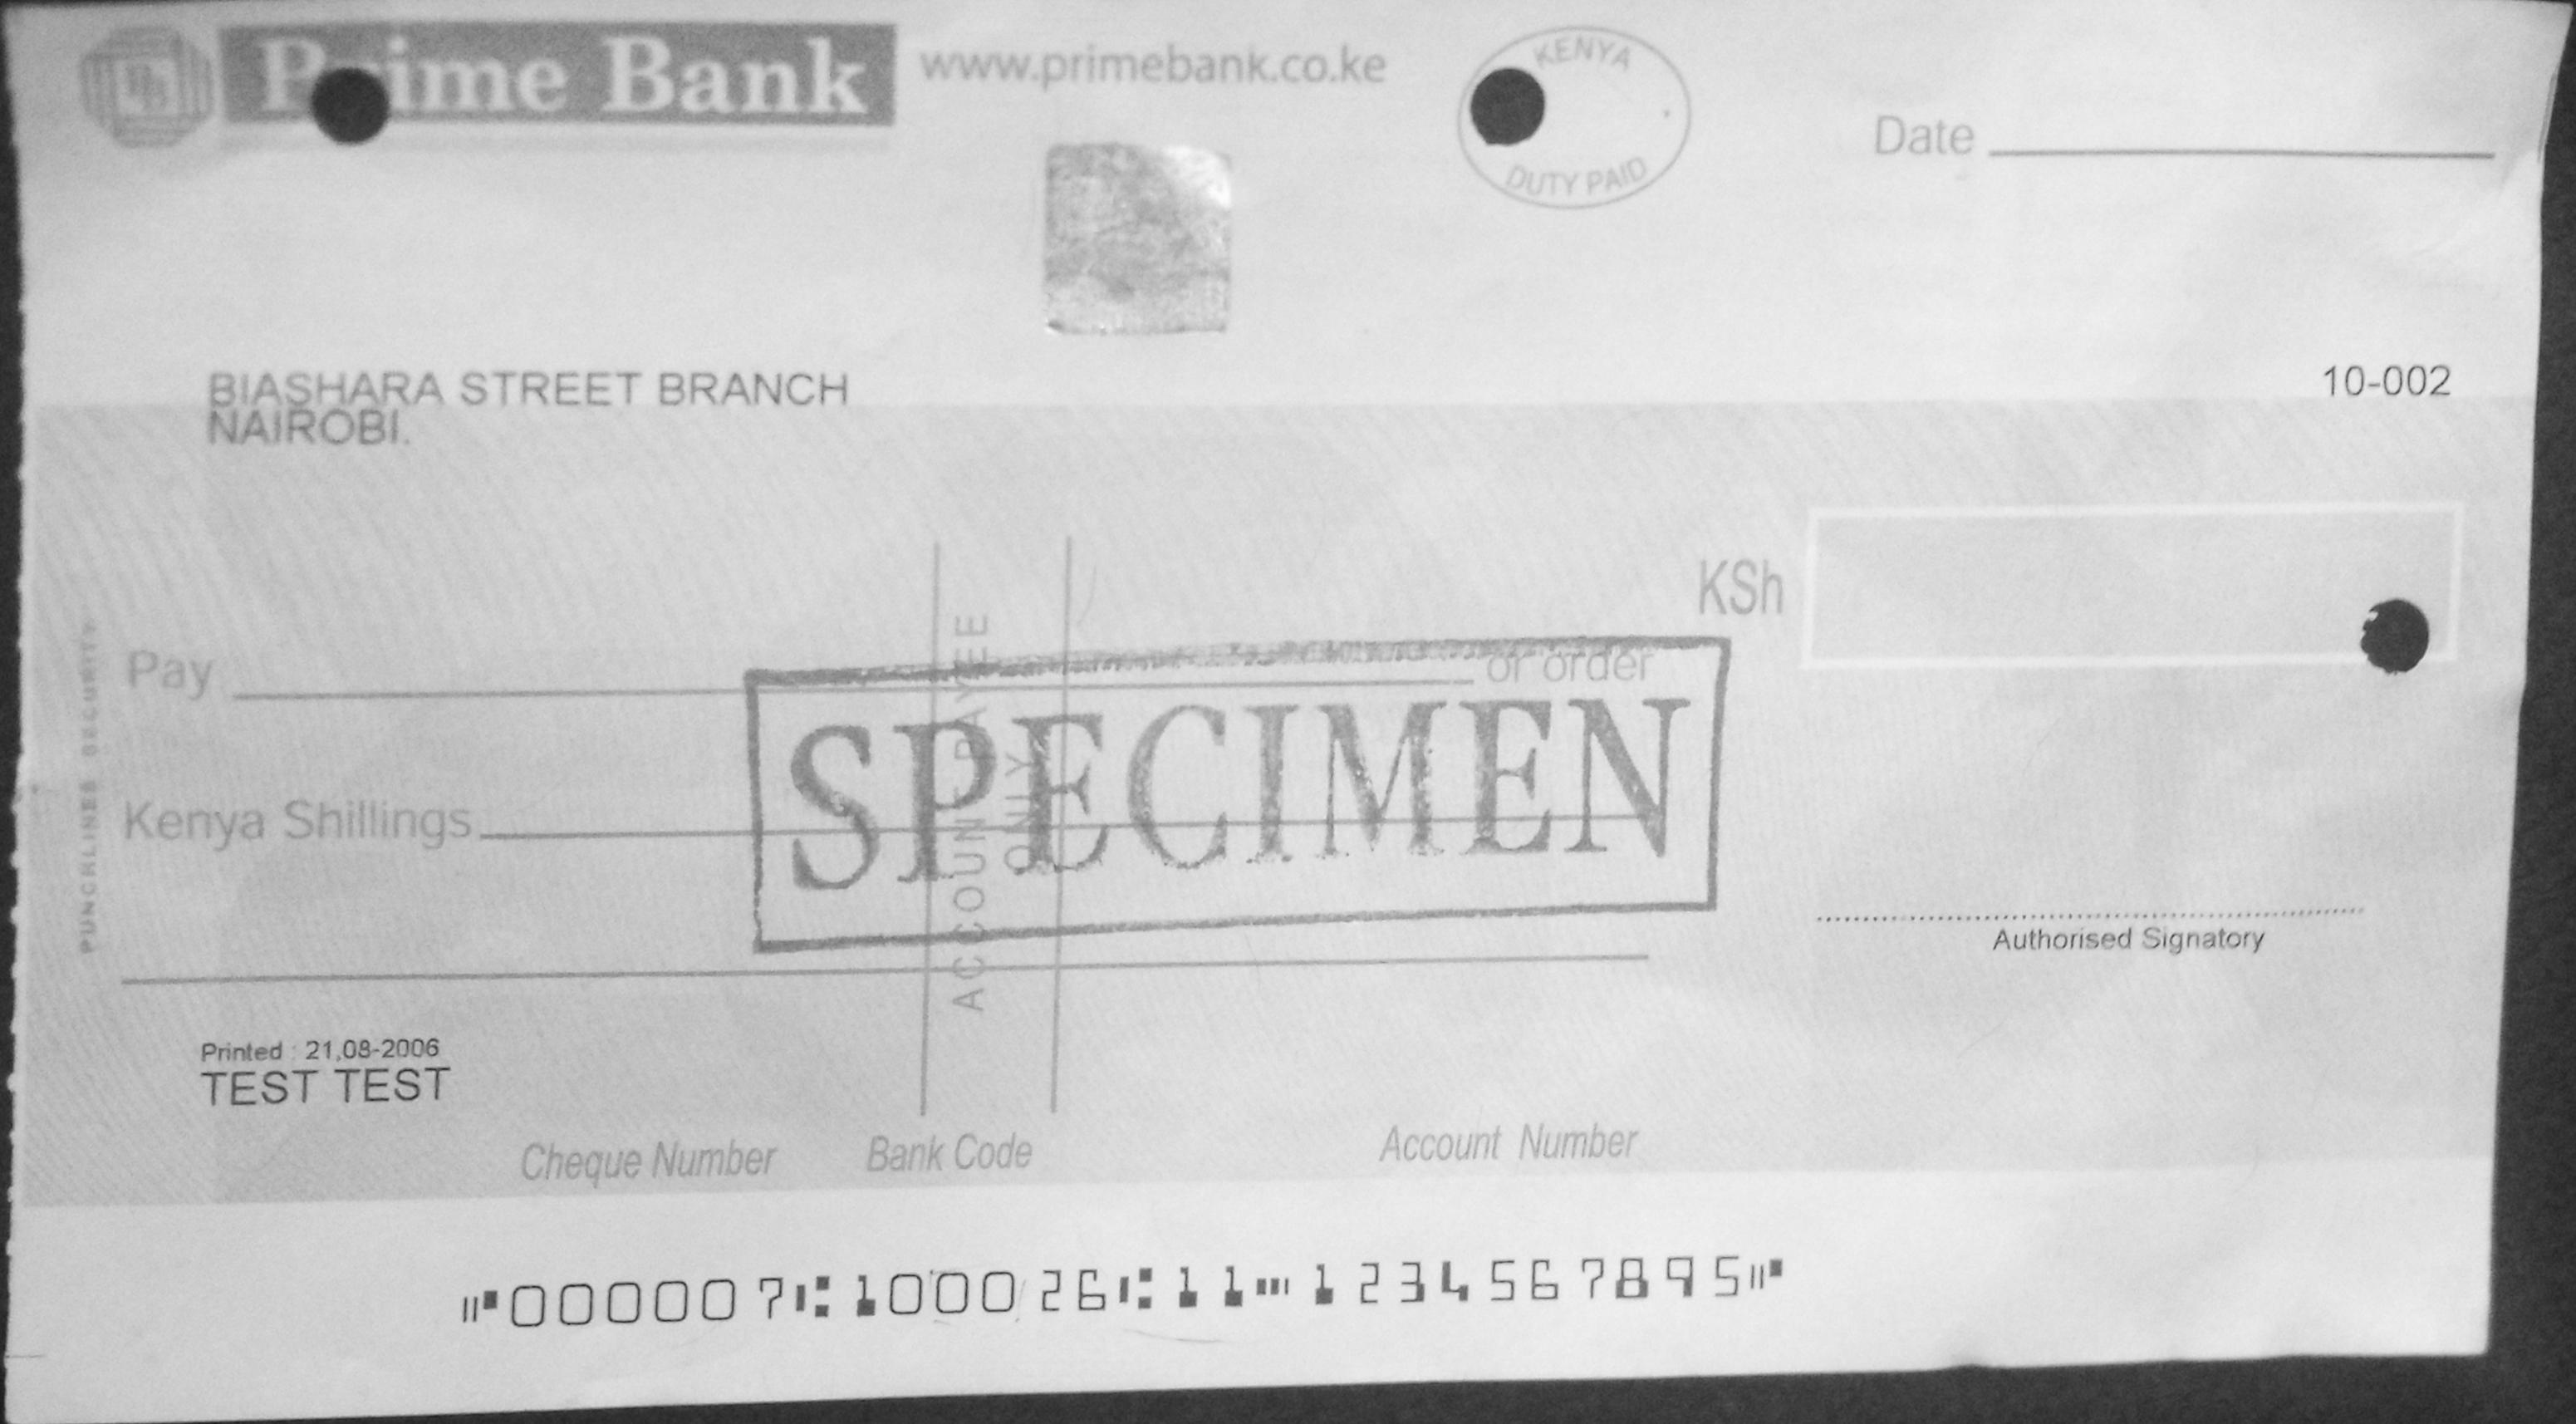 Prime Bank www.primebank.co.ke
KENYA
DUTY PAID
Date
BIASHARA STREET BRANCH
NAIROBI.
10-002
KSh
Pay
or order
SPECIMEN
ACCOUNT PAYEE
ONLY
Kenya Shillings
PUNCHLINES SECURITY
Authorised Signatory
Printed : 21,08-2006
TEST TEST
Cheque Number Bank Code Account Number
⑈000007⑆100026⑆11⑉1234567895⑈